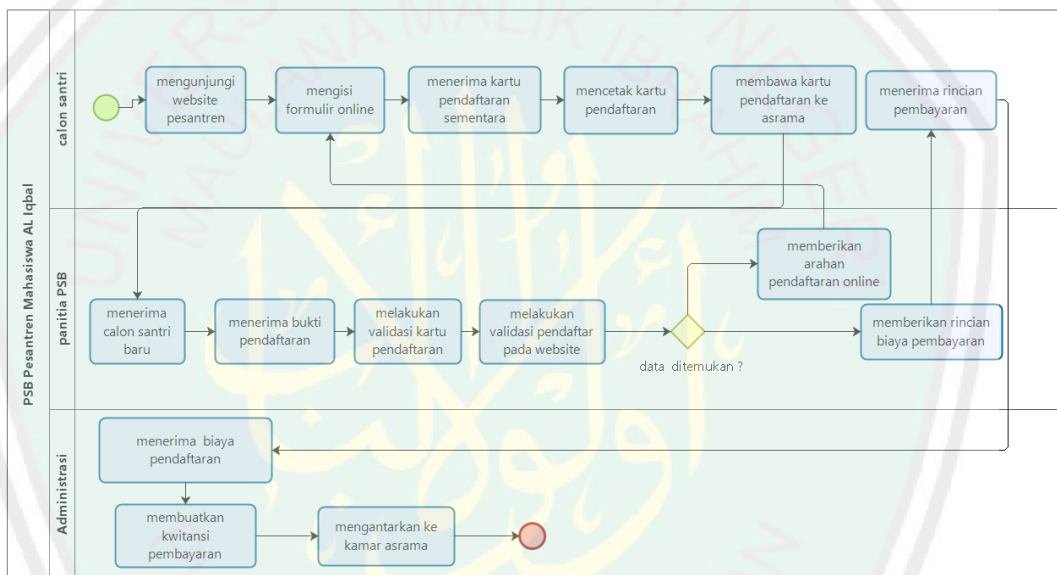 PSB Pesantren Mahasiswa AL Iqbal
calon santri
mengunjungi
website
pesantren
mengisi
formulir online
menerima kartu
pendaftaran
sementara
mencetak kartu
pendaftaran
membawa kartu
pendaftaran ke
asrama
menerima rincian
pembayaran
panitia PSB
menerima
calon santri
baru
menerima bukti
pendaftaran
melakukan
validasi kartu
pendaftaran
melakukan
validasi pendaftar
pada website
data ditemukan ?
memberikan
arahan
pendaftaran online
memberikan rincian
biaya pembayaran
Administrasi
menerima biaya
pendaftaran
membuatkan
kwitansi
pembayaran
mengantarkan ke
kamar asrama